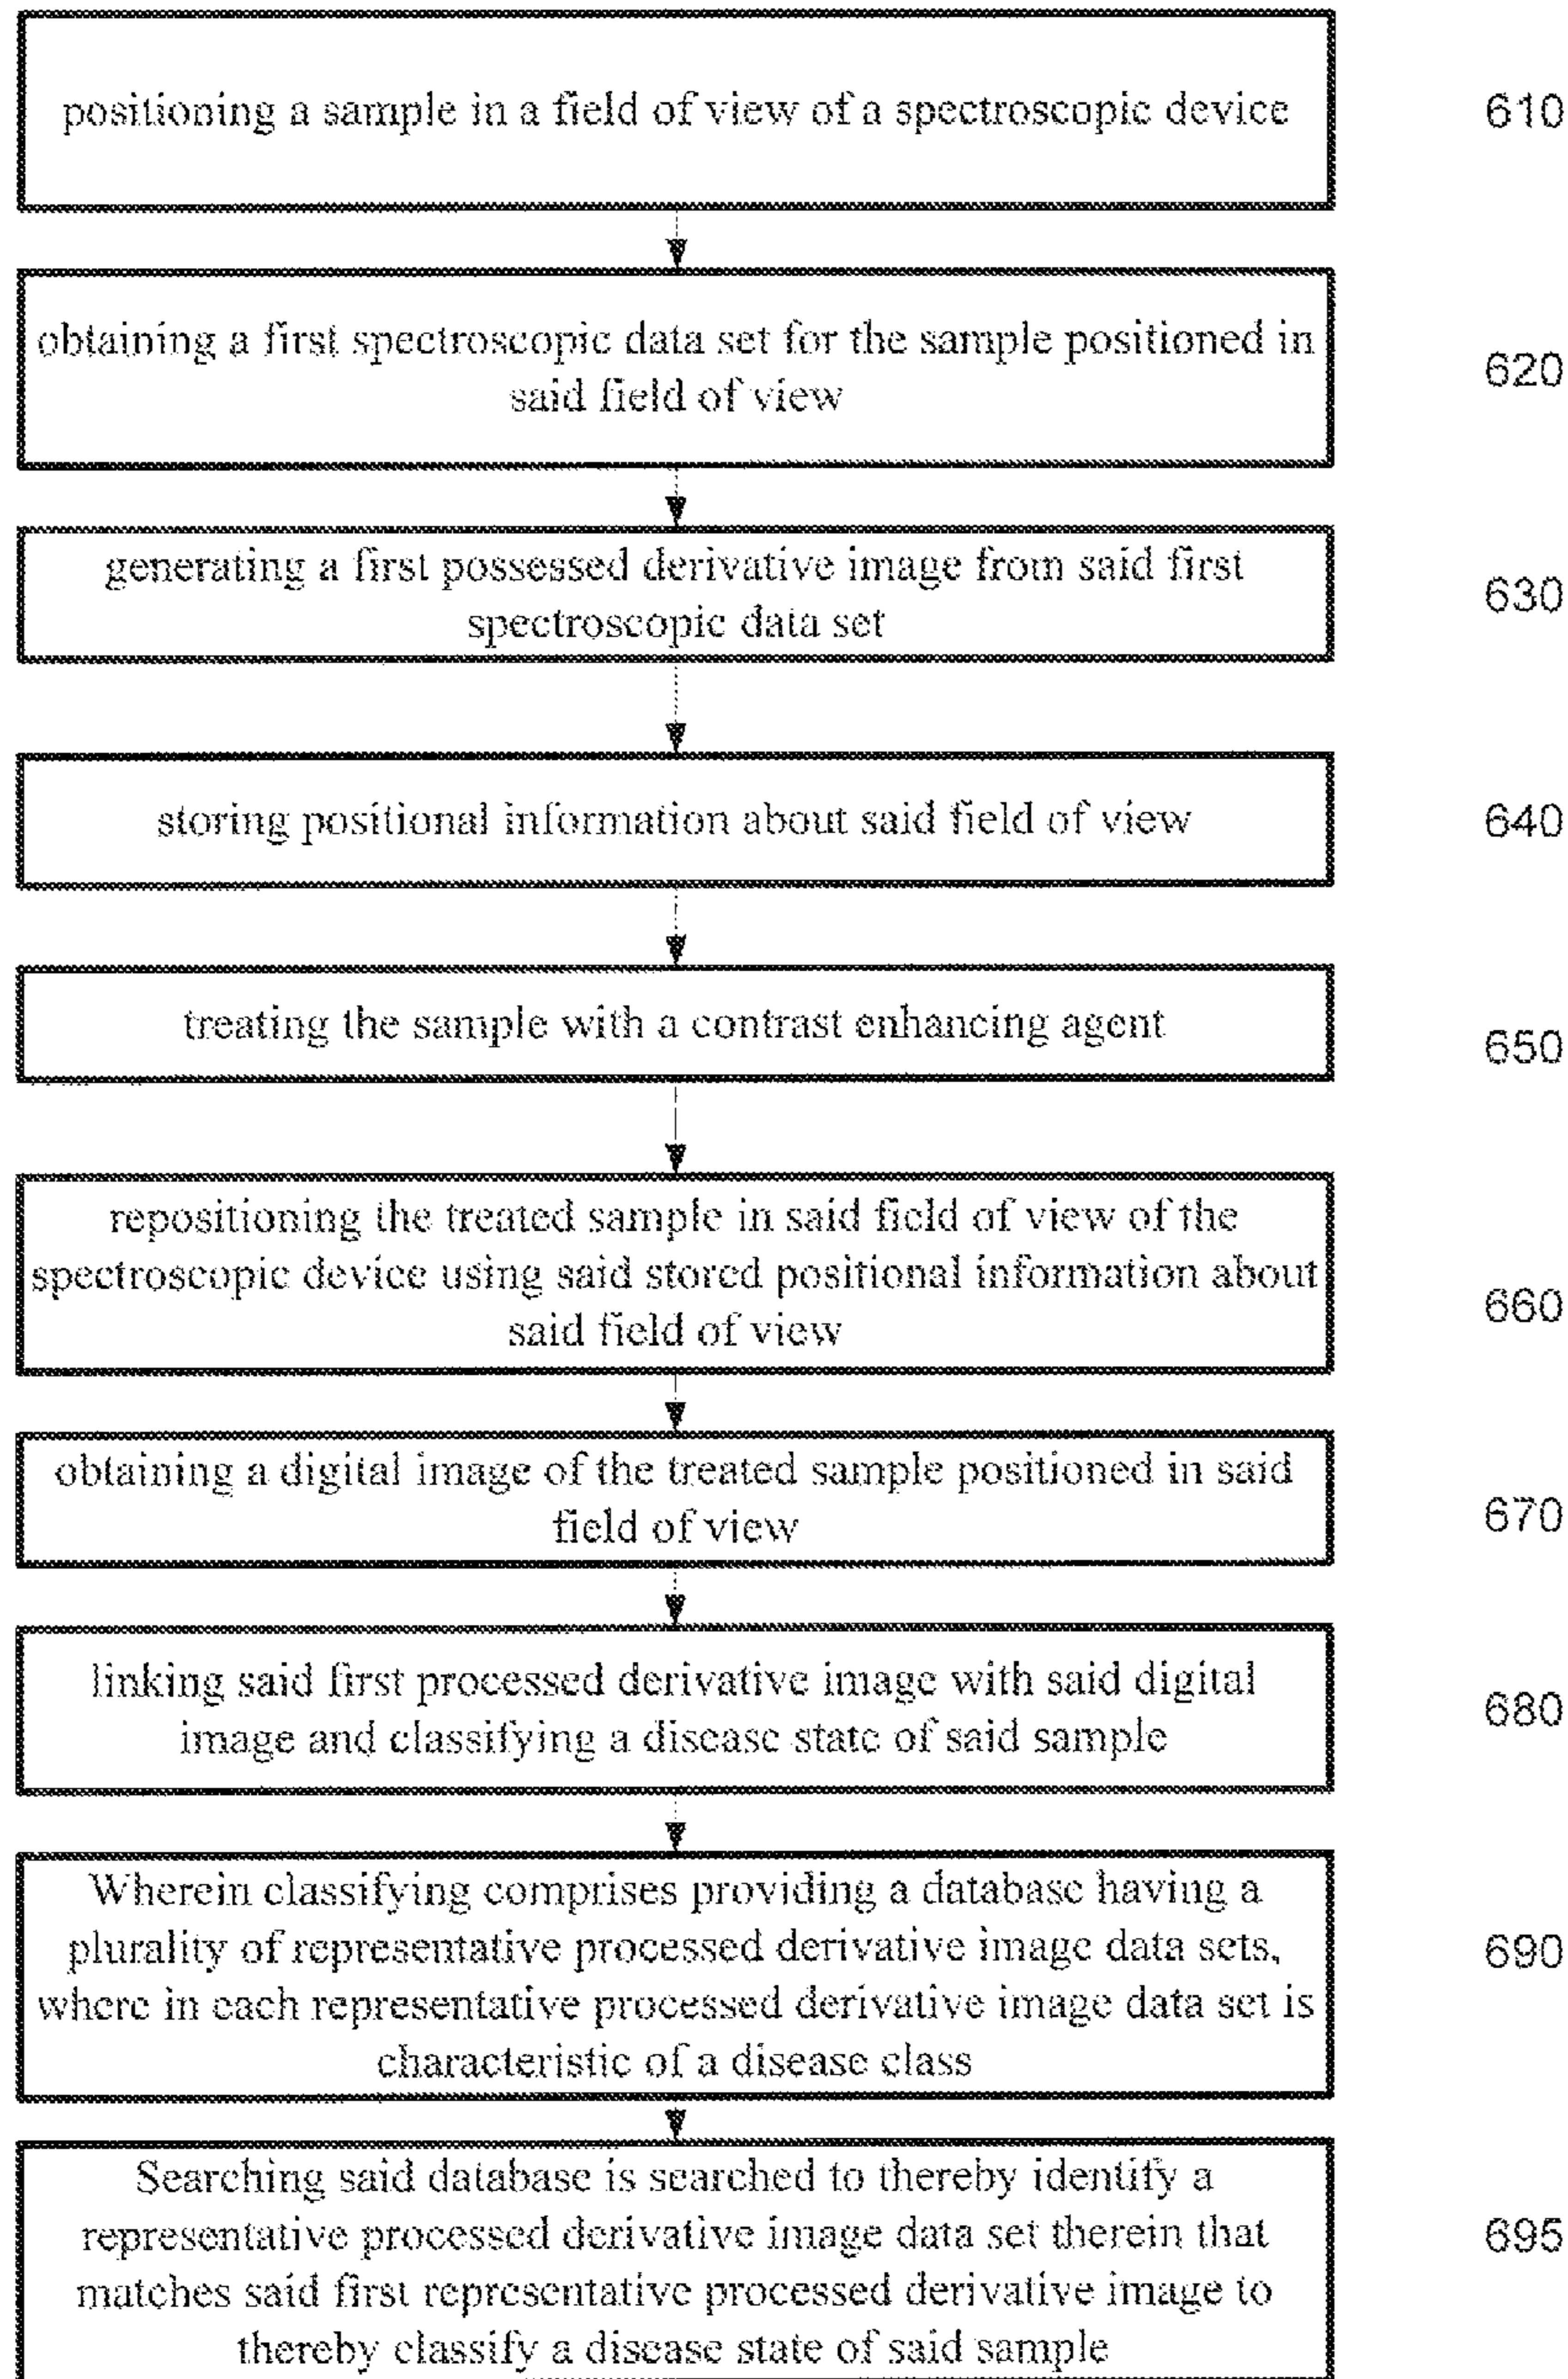 positioning a sample in a field of view of a spectroscopic device
610
obtaining a first spectroscopic data set for the sample positioned in
said field of view
620
generating a first possessed derivative image from said first
spectroscopic data set
630
storing positional information about said field of view
640
treating the sample with a contrast enhancing agent
650
repositioning the treated sample in said field of view of the
spectroscopic device using said stored positional information about
said field of view
660
obtaining a digital image of the treated sample positioned in said
field of view
670
linking said first processed derivative image with said digital
image and classifying a disease state of said sample
680
Wherein classifying comprises providing a database having a
plurality of representative processed derivative image data sets,
where in each representative processed derivative image data set is
characteristic of a disease class
690
Searching said database is searched to thereby identify a
representative processed derivative image data set therein that
matches said first representative processed derivative image to
thereby classify a disease state of said sample
695